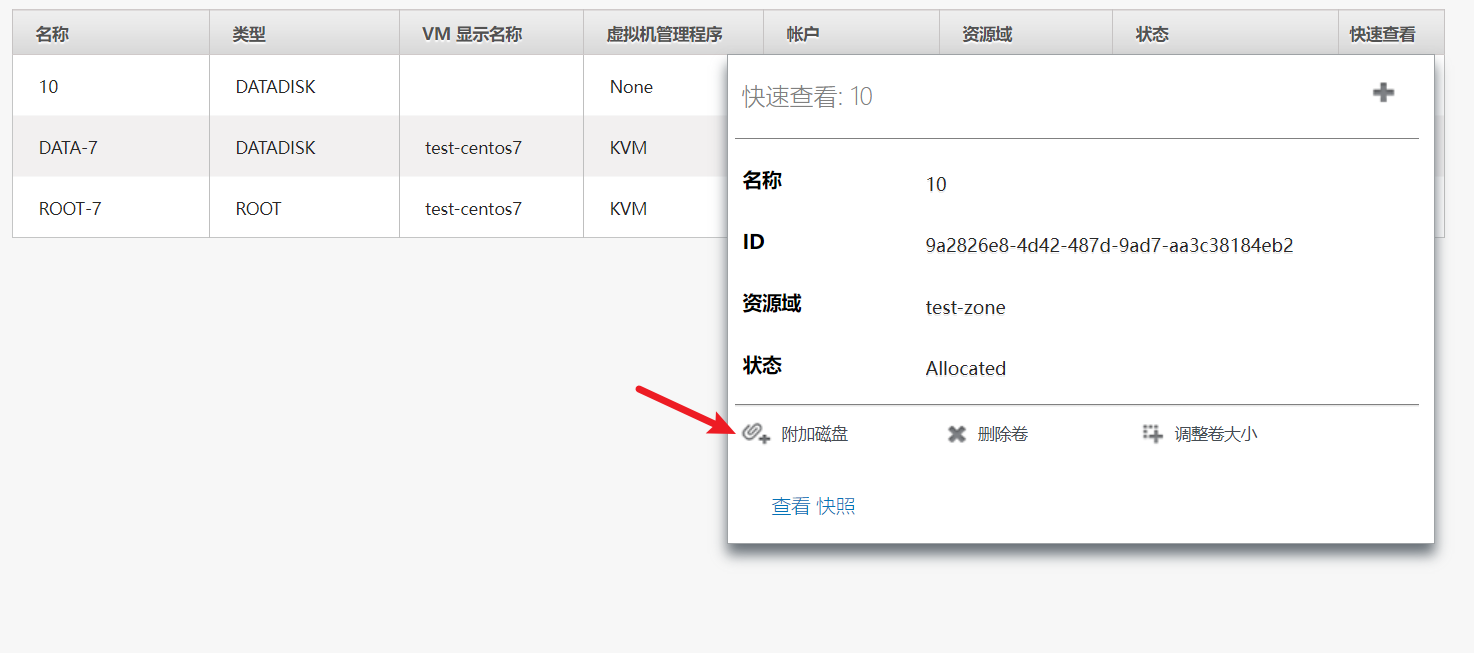 名称 类型 VM 显示名称 虚拟机管理程序 帐户 资源域 状态 快速查看
10 DATADISK None
DATA-7 DATADISK test-centos7 KVM
ROOT-7 ROOT test-centos7 KVM
快速查看: 10
名称 10
ID 9a2826e8-4d42-487d-9ad7-aa3c38184eb2
资源域 test-zone
状态 Allocated
附加磁盘 删除卷 调整卷大小
查看 快照